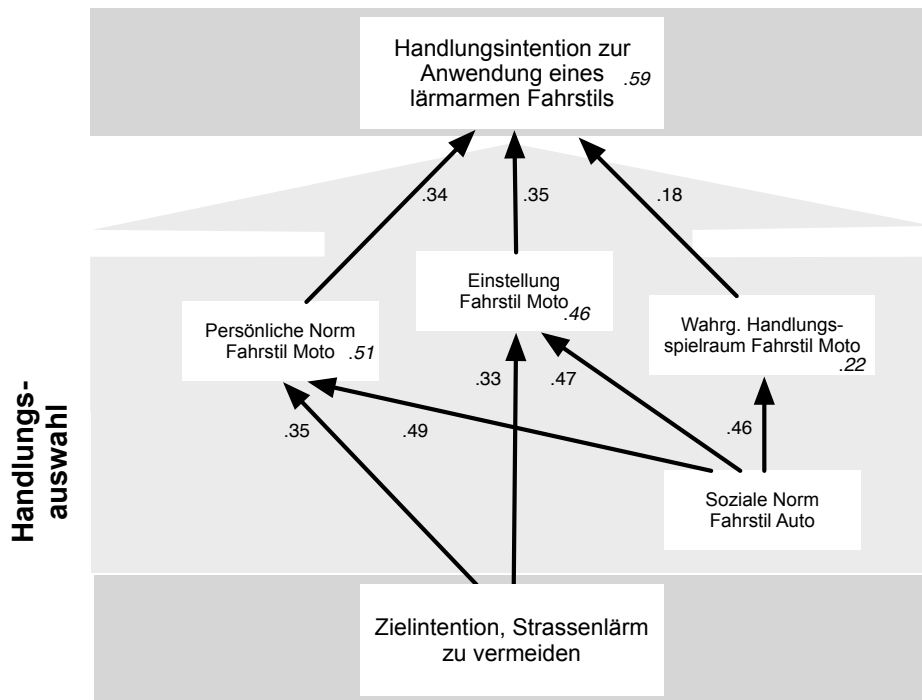 Handlungsintention zur
Anwendung eines
lärmarmen Fahrstils
.59
.34
.35
.18
Einstellung
Fahrstil Moto
.46
Persönliche Norm
Fahrstil Moto
.51
Wahrg. Handlungs-
spielraum Fahrstil Moto
.22
.33
.47
.35
.49
.46
Handlungs-
auswahl
Soziale Norm
Fahrstil Auto
Zielintention, Strassenlärm
zu vermeiden